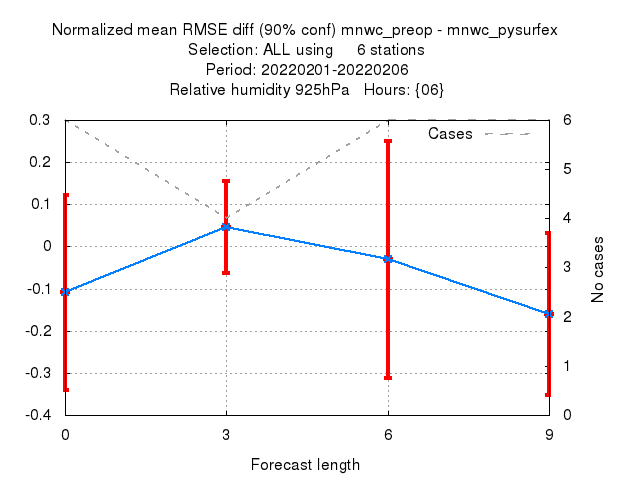 Normalized mean RMSE diff (90% conf) mnwc_preop - mnwc_pysurfex
Selection: ALL using     6 stations
Period: 20220201-20220206
Relative humidity 925hPa   Hours: {06}
Cases
0.3
0.2
0.1
0
-0.1
-0.2
-0.3
-0.4
6
5
4
3
2
1
0
No cases
0
3
6
9
Forecast length